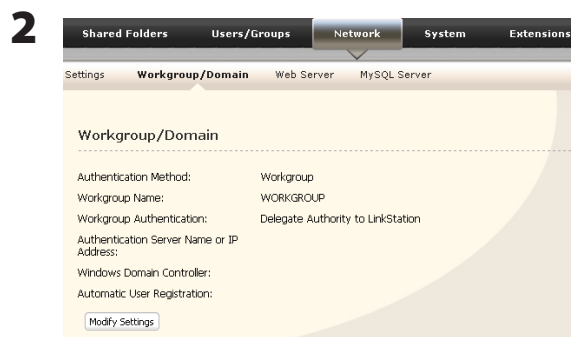 2
Shared Folders Users/Groups Network System Extensions
Settings Workgroup/Domain Web Server MySQL Server
Workgroup/Domain
Authentication Method: Workgroup
Workgroup Name: WORKGROUP
Workgroup Authentication: Delegate Authority to LinkStation
Authentication Server Name or IP
Address:
Windows Domain Controller:
Automatic User Registration:
Modify Settings